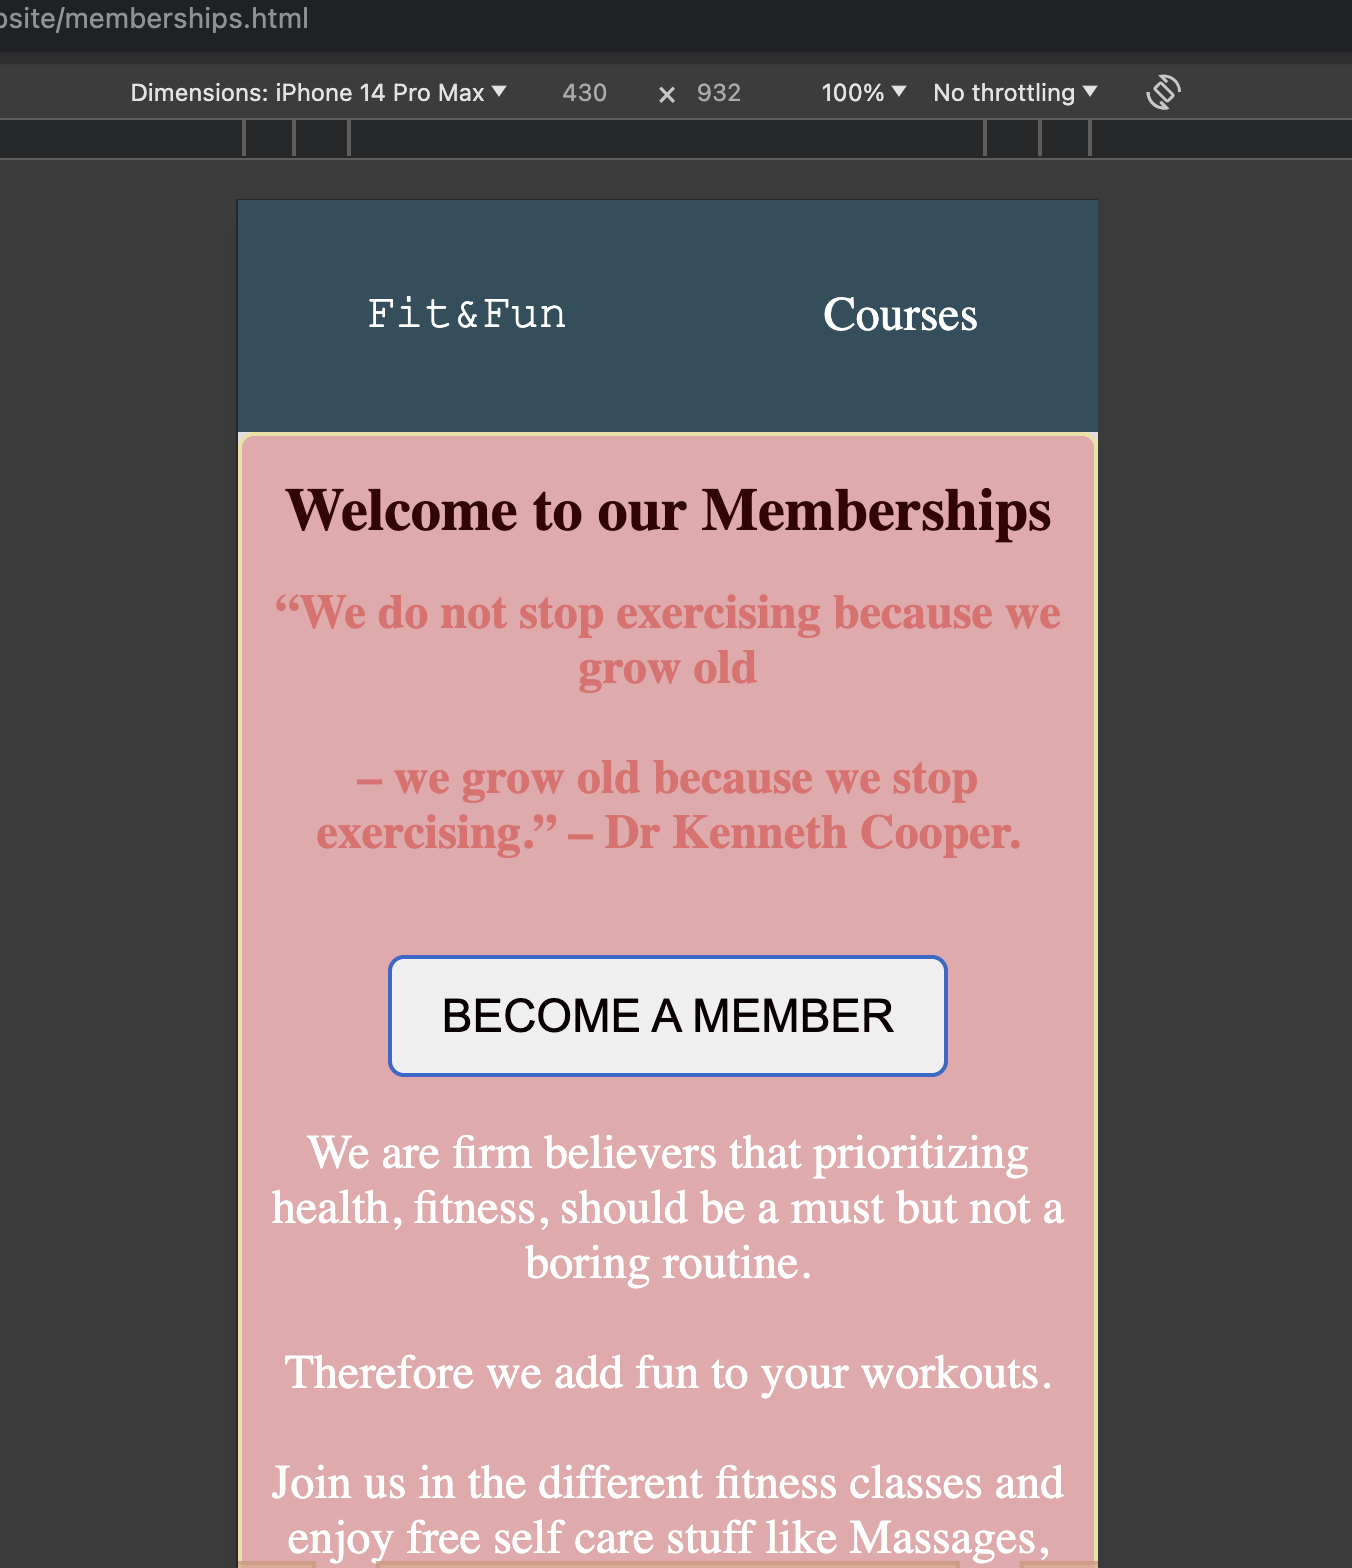 osite/memberships.html
Dimensions: iPhone 14 Pro Max ▼ 430 × 932 100% ▼ No throttling ▼
Fit&Fun Courses
Welcome to our Memberships
“We do not stop exercising because we
grow old
– we grow old because we stop
exercising.” – Dr Kenneth Cooper.
BECOME A MEMBER
We are firm believers that prioritizing
health, fitness, should be a must but not a
boring routine.
Therefore we add fun to your workouts.
Join us in the different fitness classes and
enjoy free self care stuff like Massages,